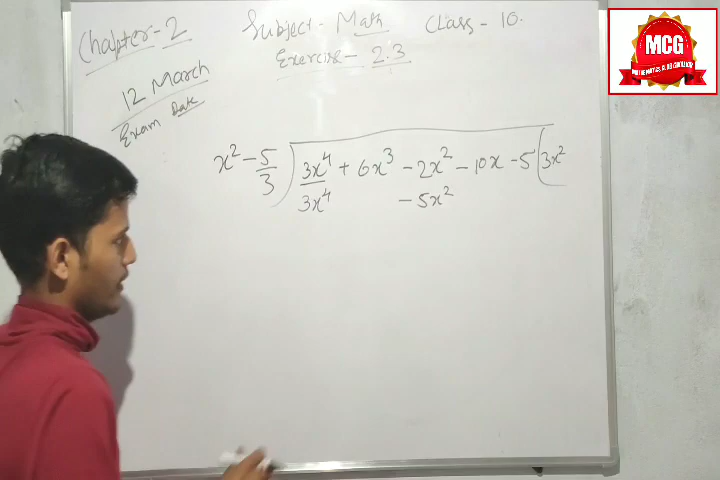 Chapter-2 Subject- Math Class - 10.
Exercise- 2.3
12 March
Exam Date
x² - 5/3 ) 3x⁴ + 6x³ - 2x² - 10x - 5 ( 3x²
3x⁴ - 5x²
MCG